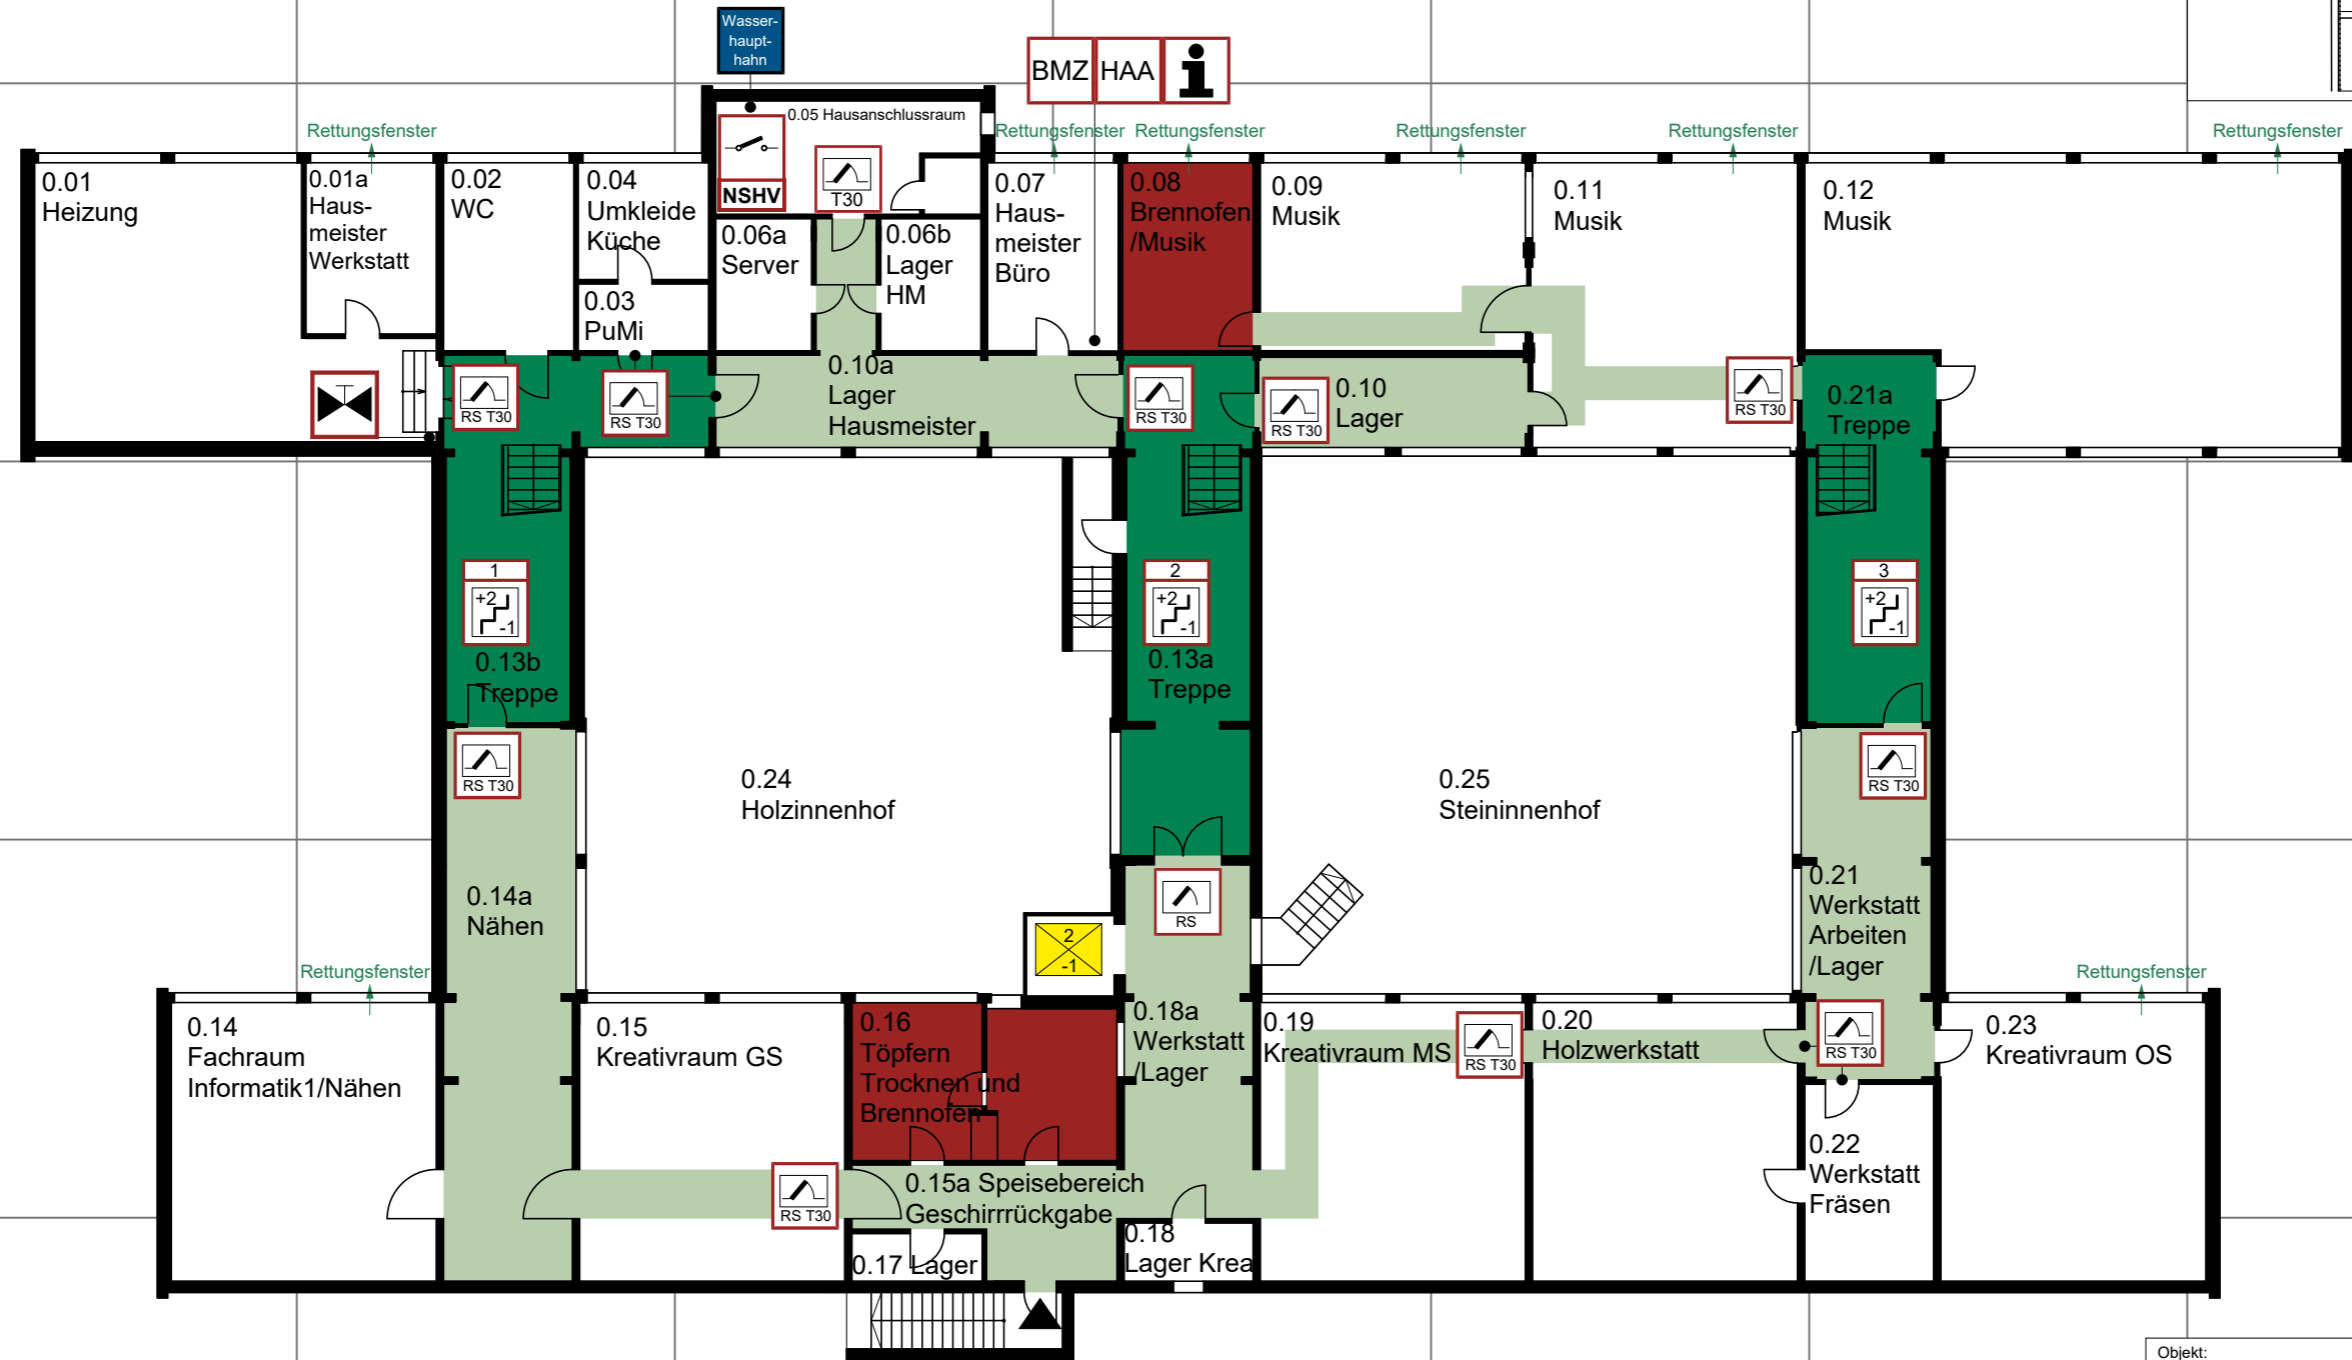 Wasser-
haupt-
hahn
BMZ
HAA
i
0.05 Hausanschlussraum
Rettungsfenster
Rettungsfenster
Rettungsfenster
Rettungsfenster
Rettungsfenster
Rettungsfenster
NSHV
T30
0.01
Heizung
0.01a
Haus-
meister
Werkstatt
0.02
WC
0.04
Umkleide
Küche
0.03
PuMi
0.06a
Server
0.06b
Lager
HM
0.07
Haus-
meister
Büro
0.08
Brennofen
/Musik
0.09
Musik
0.11
Musik
0.12
Musik
RS T30
RS T30
0.10a
Lager
Hausmeister
RS T30
RS T30
0.10
Lager
RS T30
0.21a
Treppe
1
+2
-1
0.13b
Treppe
2
+2
-1
0.13a
Treppe
3
+2
-1
RS T30
0.24
Holzinnenhof
0.25
Steininnenhof
RS T30
0.14a
Nähen
RS
2
-1
0.21
Werkstatt
Arbeiten
/Lager
Rettungsfenster
Rettungsfenster
0.14
Fachraum
Informatik1/Nähen
0.15
Kreativraum GS
0.16
Töpfern
Trocknen und
Brennofen
0.18a
Werkstatt
/Lager
0.19
Kreativraum MS
RS T30
0.20
Holzwerkstatt
RS T30
0.23
Kreativraum OS
RS T30
0.15a Speisebereich
Geschirrrückgabe
0.22
Werkstatt
Fräsen
0.17 Lager
0.18
Lager Krea
Objekt: